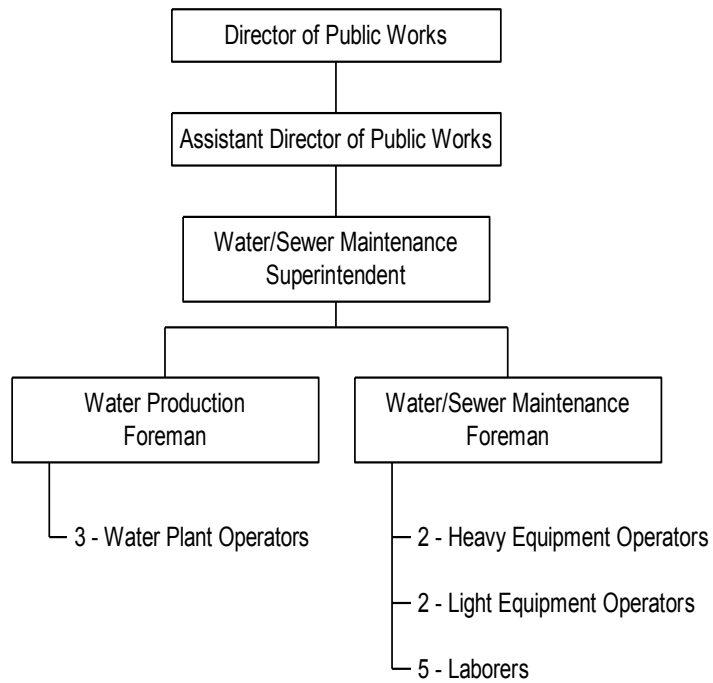 Director of Public Works
Assistant Director of Public Works
Water/Sewer Maintenance
Superintendent
Water Production
Foreman
Water/Sewer Maintenance
Foreman
3 - Water Plant Operators
2 - Heavy Equipment Operators
2 - Light Equipment Operators
5 - Laborers